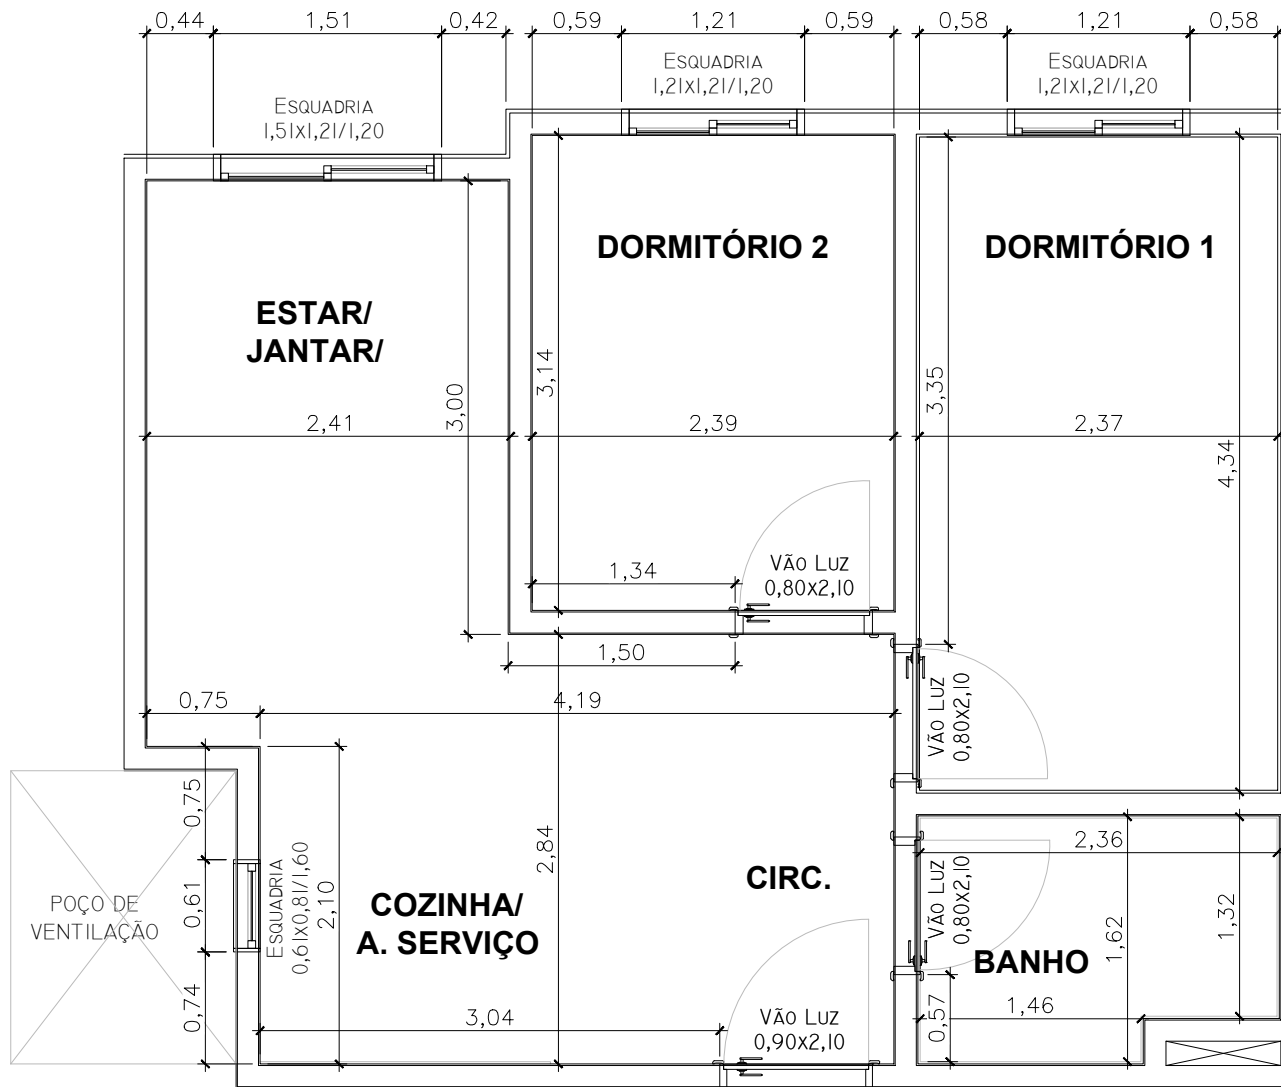 0,44 1,51 0,42 0,59 1,21 0,59 0,58 1,21 0,58
ESQUADRIA
1,51x1,21/1,20
ESQUADRIA
1,21x1,21/1,20
ESQUADRIA
1,21x1,21/1,20
ESTAR/
JANTAR/
DORMITÓRIO 2
DORMITÓRIO 1
2,41
3,00
3,14
2,39
3,35
2,37
4,34
1,34
VÃO LUZ
0,80x2,10
1,50
0,75
4,19
VÃO LUZ
0,80x2,10
0,75
0,61
0,74
POÇO DE
VENTILAÇÃO
ESQUADRIA
0,61x0,81/1,60
2,10
COZINHA/
A. SERVIÇO
2,84
CIRC.
3,04
VÃO LUZ
0,90x2,10
2,36
VÃO LUZ
0,80x2,10
BANHO
1,62
1,32
0,57
1,46